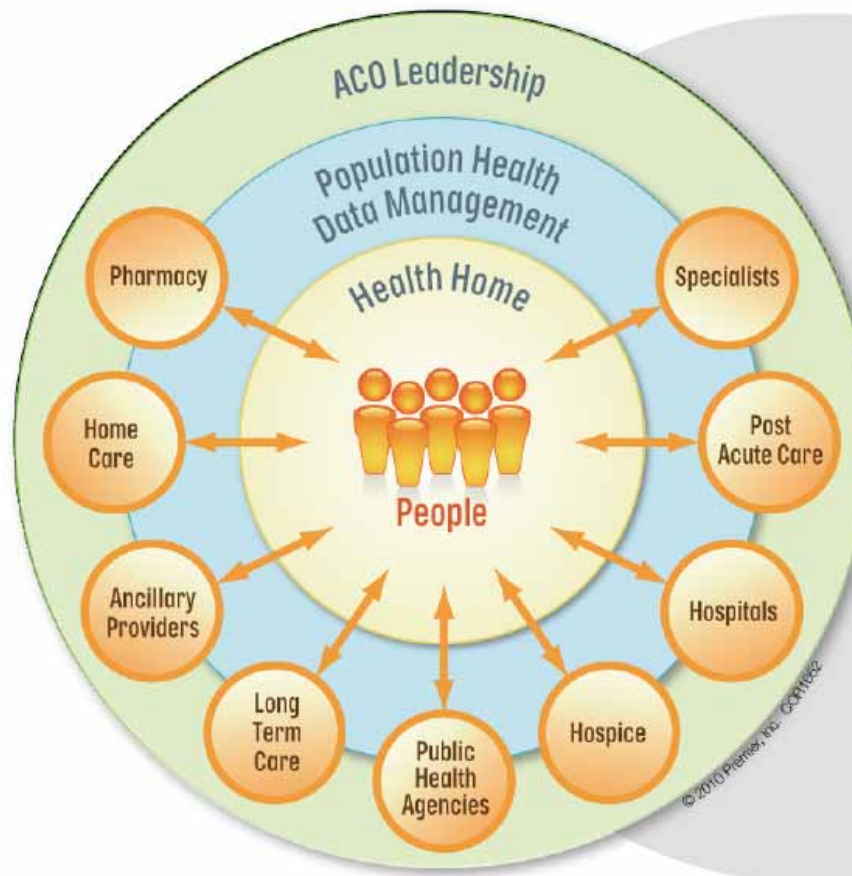 ACO Leadership
Population Health
Data Management
Health Home
Pharmacy
Specialists
Home
Care
Post
Acute Care
People
Ancillary
Providers
Hospitals
Long
Term
Care
Hospice
Public
Health
Agencies
© 2010 Premier, Inc. COR1652